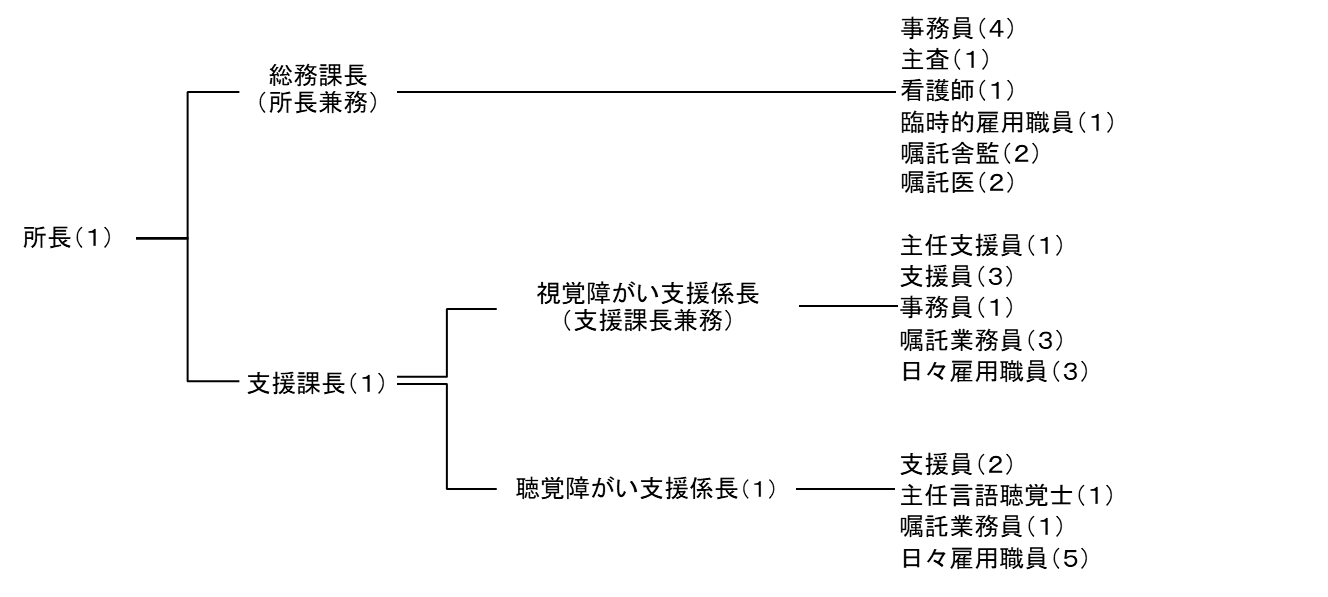 所長（１）
総務課長
（所長兼務）
事務員（４）
主査（１）
看護師（１）
臨時的雇用職員（１）
嘱託舎監（２）
嘱託医（２）
支援課長（１）
視覚障がい支援係長
（支援課長兼務）
主任支援員（１）
支援員（３）
事務員（１）
嘱託業務員（３）
日々雇用職員（３）
聴覚障がい支援係長（１）
支援員（２）
主任言語聴覚士（１）
嘱託業務員（１）
日々雇用職員（５）